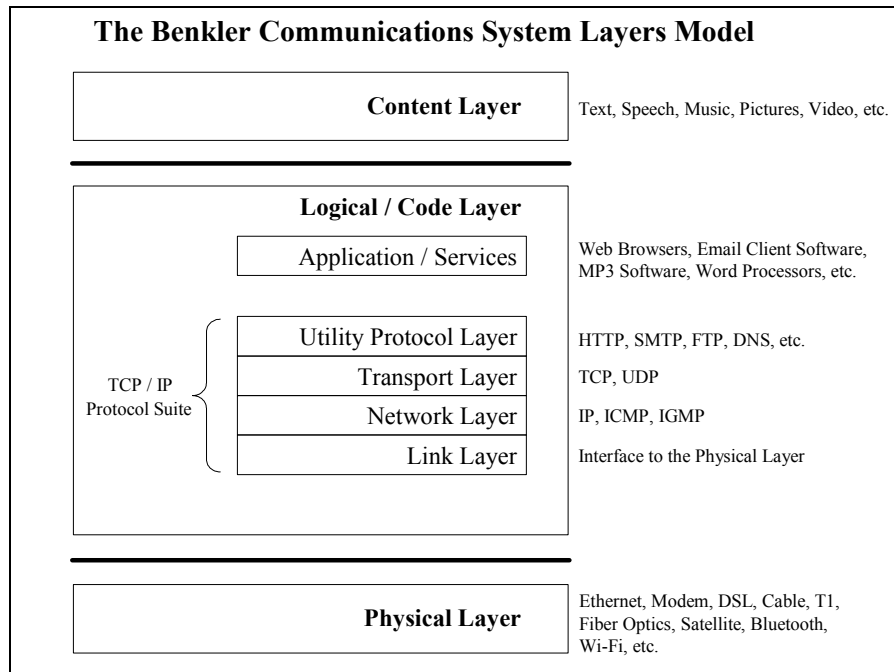 The Benkler Communications System Layers Model
Content Layer
Text, Speech, Music, Pictures, Video, etc.
Logical / Code Layer
Application / Services
Web Browsers, Email Client Software,
MP3 Software, Word Processors, etc.
TCP / IP
Protocol Suite
Utility Protocol Layer
HTTP, SMTP, FTP, DNS, etc.
Transport Layer
TCP, UDP
Network Layer
IP, ICMP, IGMP
Link Layer
Interface to the Physical Layer
Physical Layer
Ethernet, Modem, DSL, Cable, T1,
Fiber Optics, Satellite, Bluetooth,
Wi-Fi, etc.